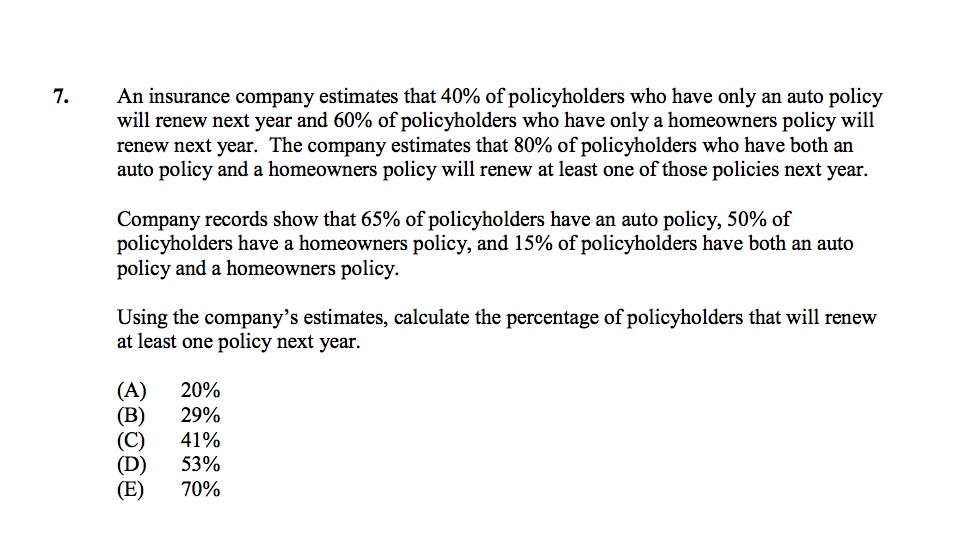 7. An insurance company estimates that 40% of policyholders who have only an auto policy
will renew next year and 60% of policyholders who have only a homeowners policy will
renew next year. The company estimates that 80% of policyholders who have both an
auto policy and a homeowners policy will renew at least one of those policies next year.
Company records show that 65% of policyholders have an auto policy, 50% of
policyholders have a homeowners policy, and 15% of policyholders have both an auto
policy and a homeowners policy.
Using the company's estimates, calculate the percentage of policyholders that will renew
at least one policy next year.
(A) 20%
(B) 29%
(C) 41%
(D) 53%
(E) 70%